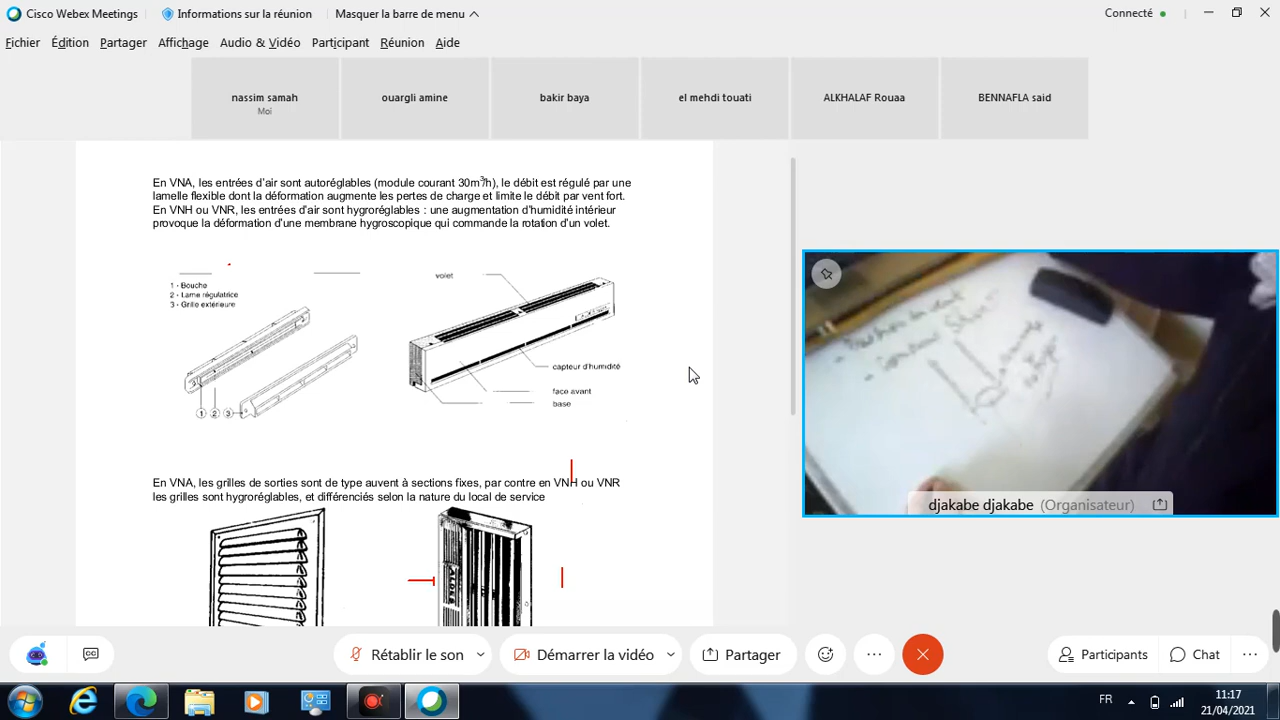 Cisco Webex Meetings
Informations sur la réunion
Masquer la barre de menu
Connecté
Fichier
Édition
Partager
Affichage
Audio & Vidéo
Participant
Réunion
Aide
nassim samah
Moi
ouargli amine
bakir baya
el mehdi touati
ALKHALAF Rouaa
BENNAFLA said
En VNA, les entrées d'air sont autoréglables (module courant 30m³/h), le débit est régulé par une
lamelle flexible dont la déformation augmente les pertes de charge et limite le débit par vent fort.
En VNH ou VNR, les entrées d'air sont hygroréglables : une augmentation d'humidité intérieur
provoque la déformation d'une membrane hygroscopique qui commande la rotation d'un volet.
1 - Bouche
2 - Lame régulatrice
3 - Grille extérieure
1 2 3
volet
capteur d'humidité
face avant
base
En VNA, les grilles de sorties sont de type auvent à sections fixes, par contre en VNH ou VNR
les grilles sont hygroréglables, et différenciés selon la nature du local de service
djakabe djakabe (Organisateur)
Rétablir le son
Démarrer la vidéo
Partager
Participants
Chat
FR
11:17
21/04/2021